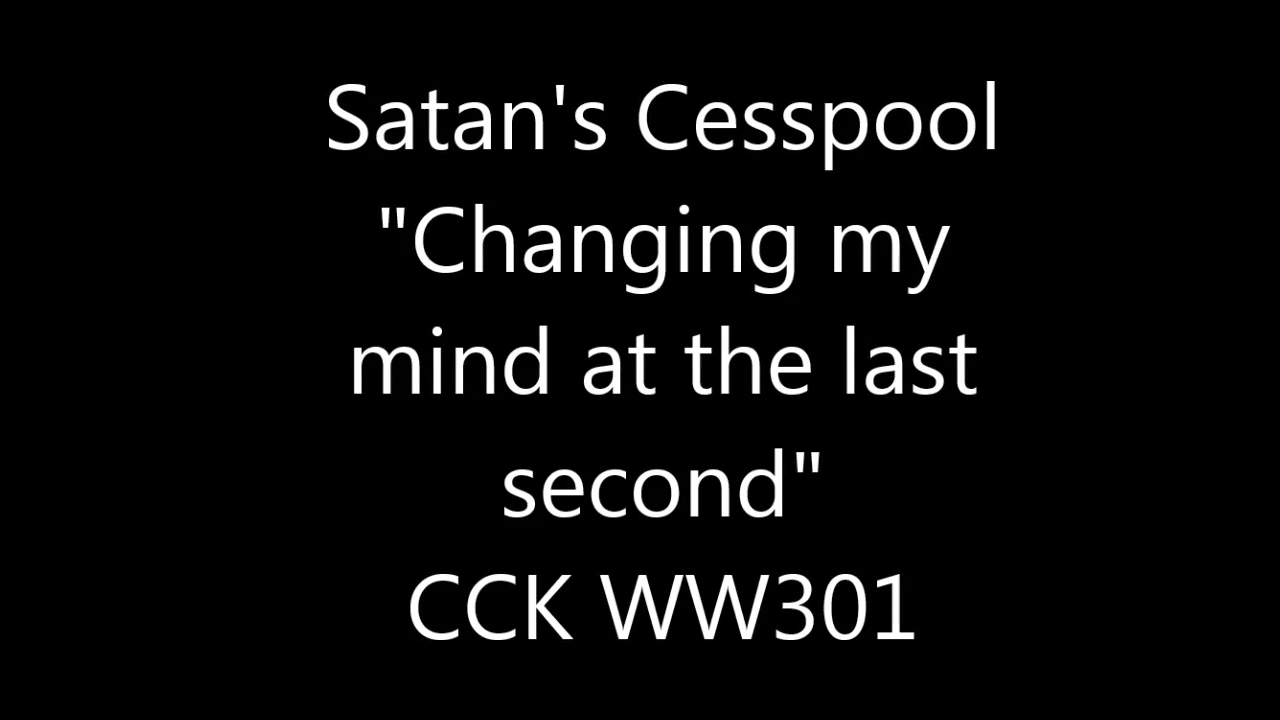 Satan's Cesspool
"Changing my
mind at the last
second"
CCK WW301